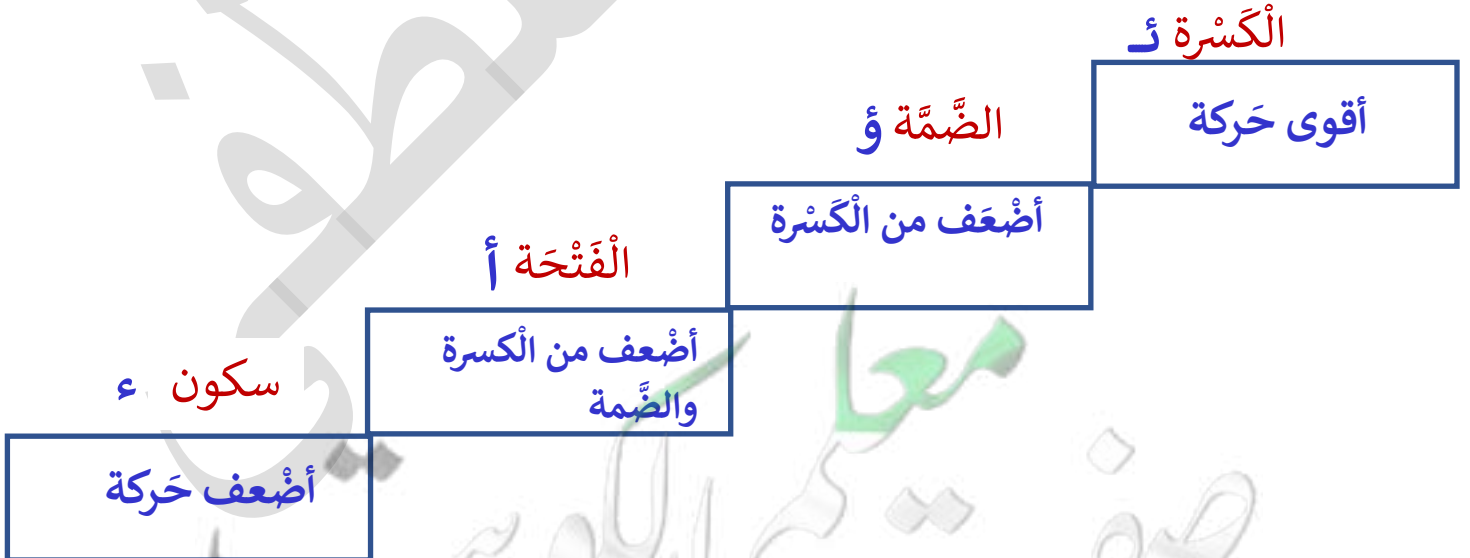 الْكَسْرة ئـ
أقوى حَركة
الضَّمَّة ؤ
أضْعَف من الْكَسْرة
الْفَتْحَة أ
أضْعف من الْكسرة
والضَّمة
سكون ء
أضْعف حَركة